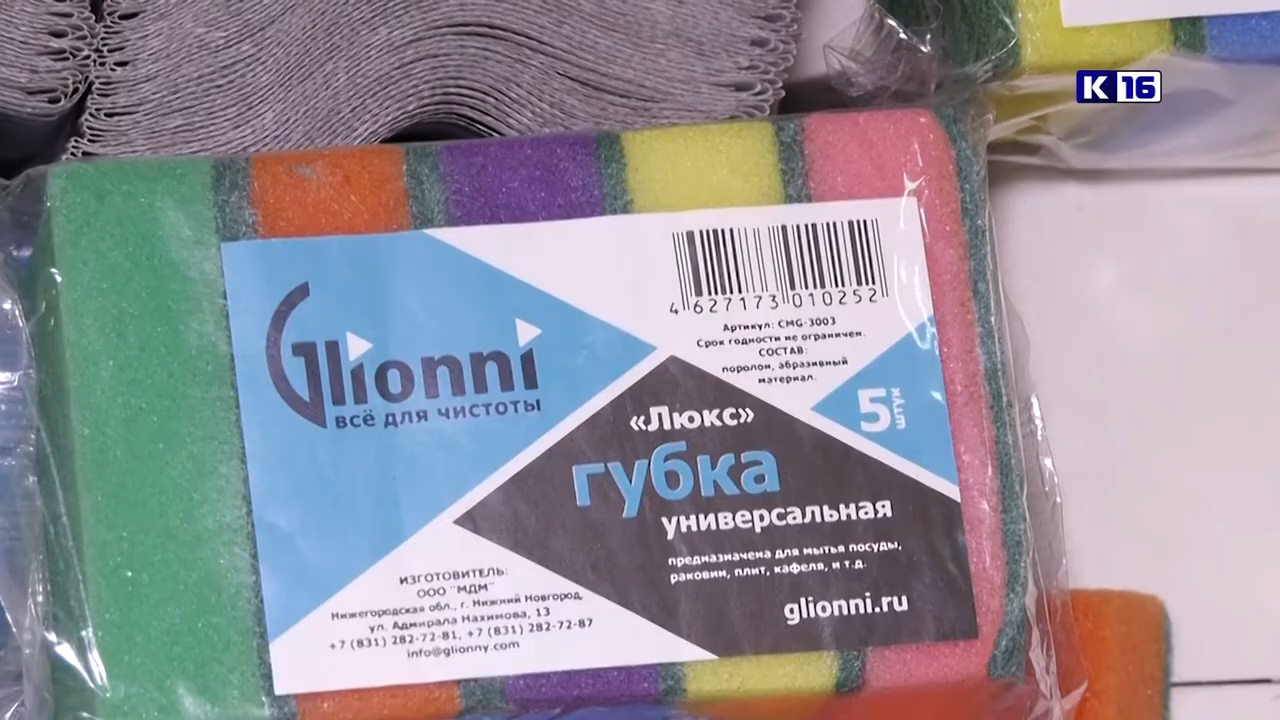 К 16
Glionni
всё для чистоты
4 627173 010252
Артикул: CMG-3003
Срок годности не ограничен.
СОСТАВ:
поролон, абразивный
материал.
5
штук
«Люкс»
губка
универсальная
предназначена для мытья посуды,
раковин, плит, кафеля, и т.д.
glionni.ru
ИЗГОТОВИТЕЛЬ:
ООО "МДМ"
Нижегородская обл., г. Нижний Новгород,
ул. Адмирала Нахимова, 13
+7 (831) 282-72-81, +7 (831) 282-72-87
info@glionny.com